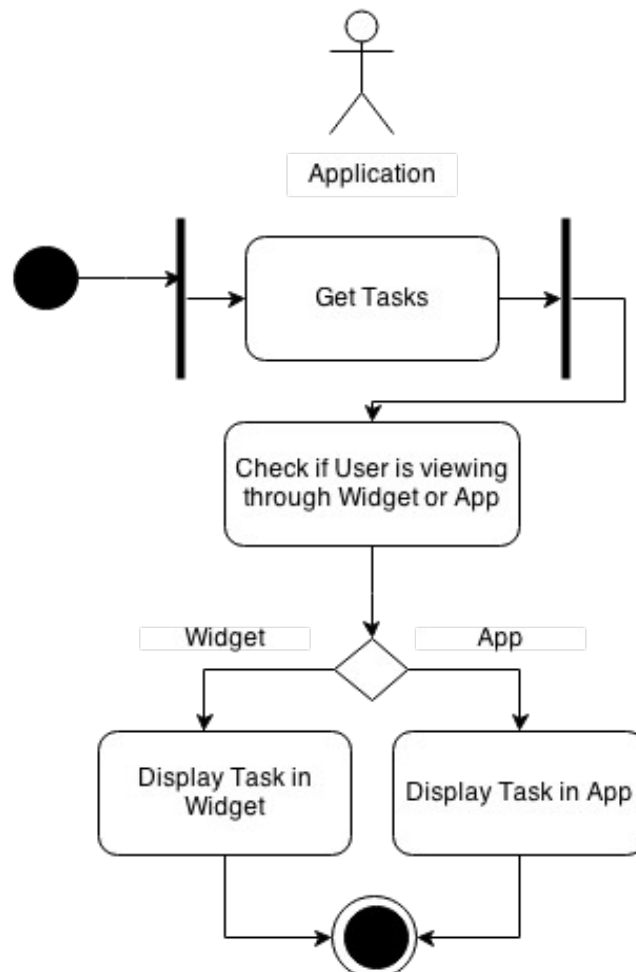 Application
Get Tasks
Check if User is viewing
through Widget or App
Widget
App
Display Task in
Widget
Display Task in App